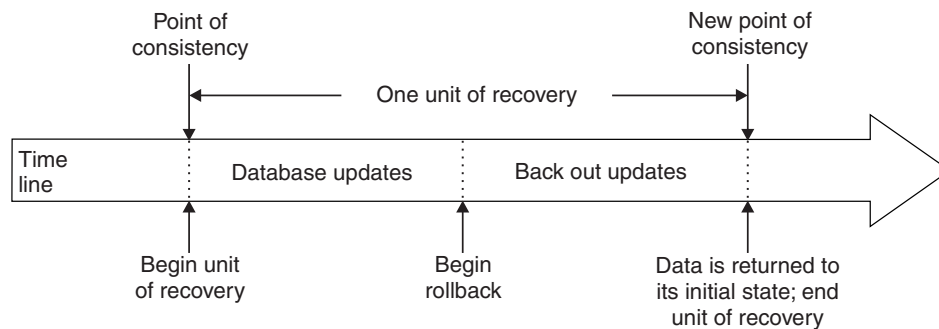 Point of
consistency
New point of
consistency
One unit of recovery
Time
line
Database updates
Back out updates
Begin unit
of recovery
Begin
rollback
Data is returned to
its initial state; end
unit of recovery